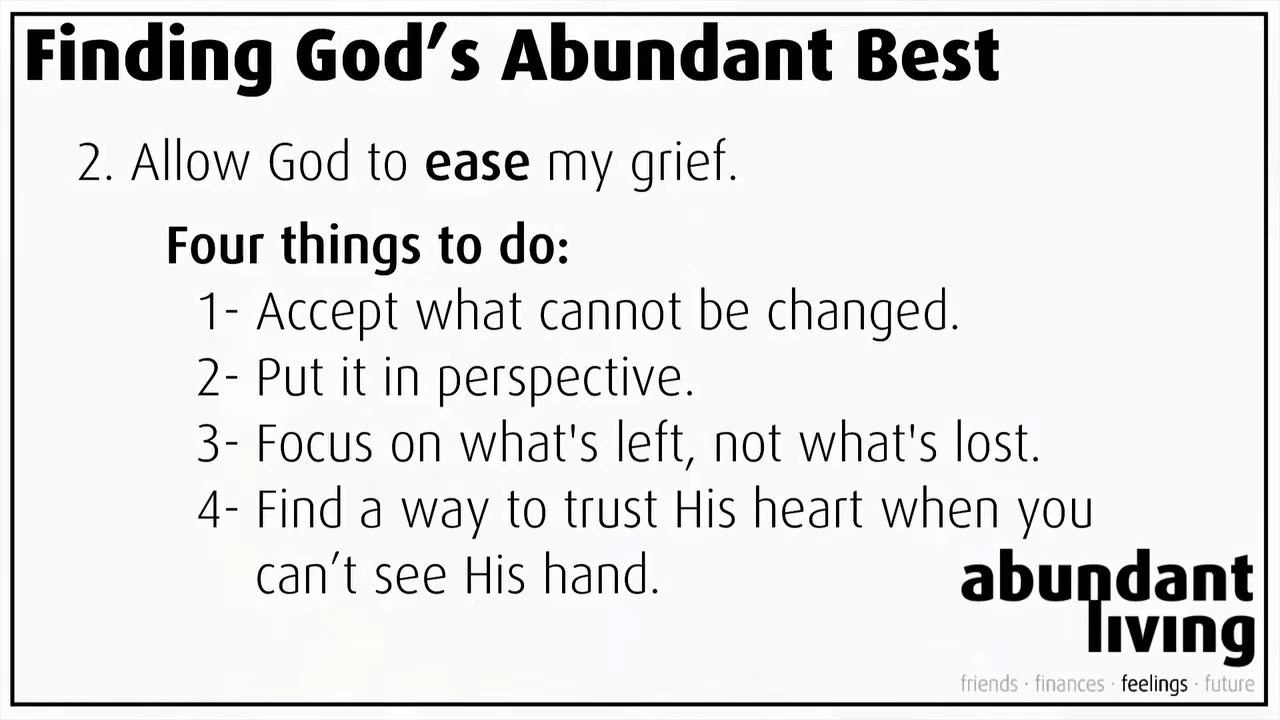 Finding God’s Abundant Best
2. Allow God to ease my grief.
Four things to do:
1- Accept what cannot be changed.
2- Put it in perspective.
3- Focus on what's left, not what's lost.
4- Find a way to trust His heart when you
can’t see His hand.
abundant
living
friends · finances · feelings · future